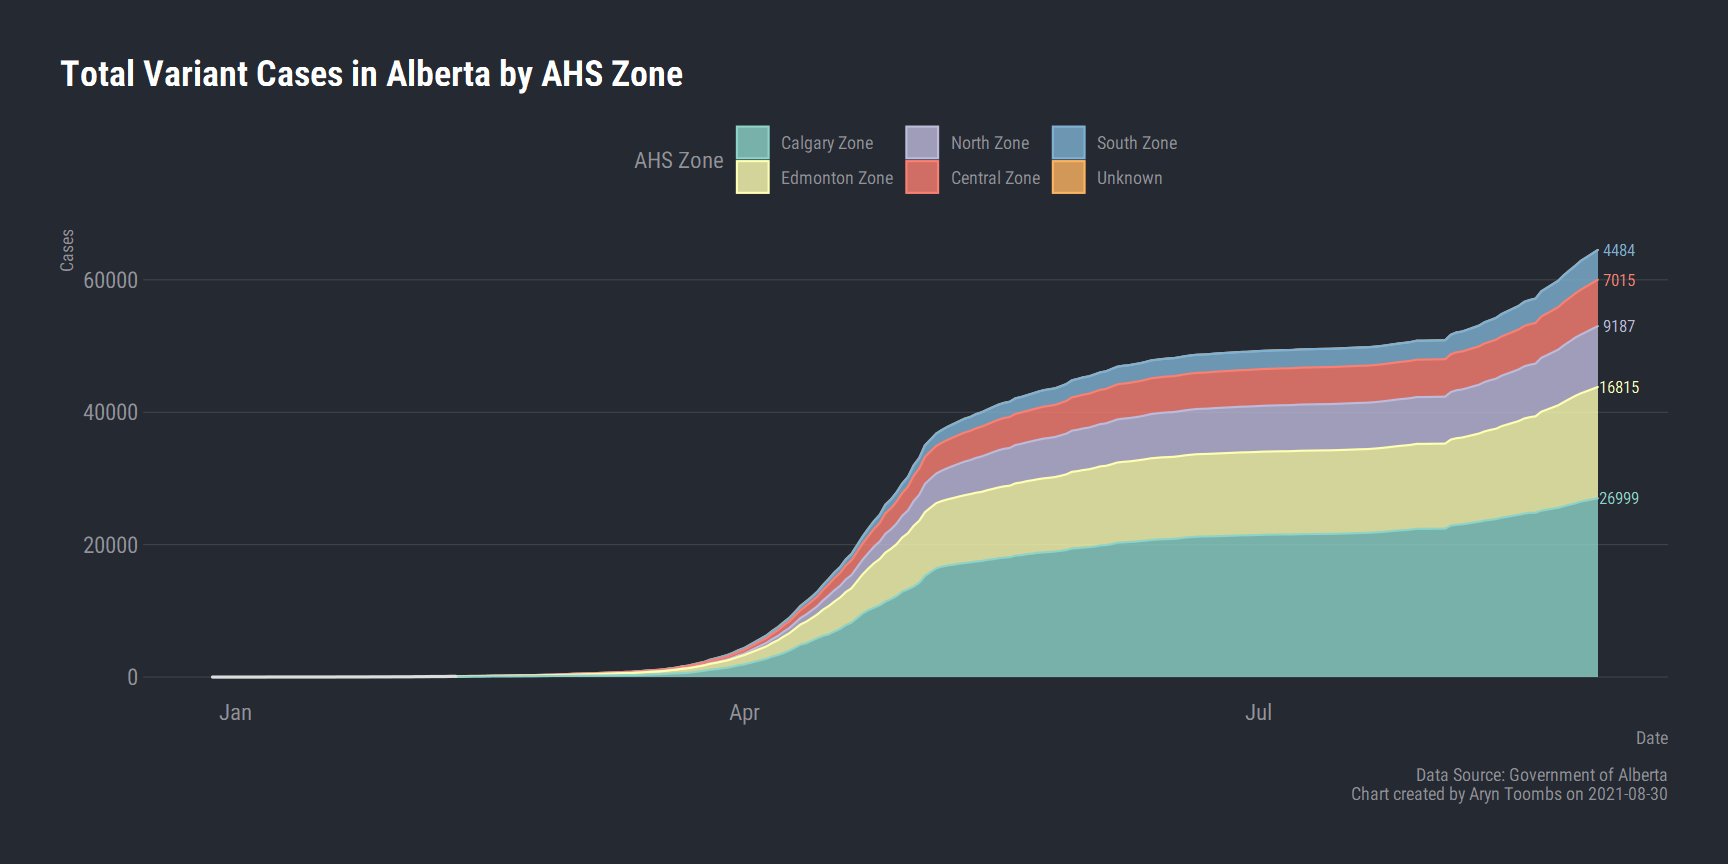 Total Variant Cases in Alberta by AHS Zone
AHS Zone
Calgary Zone
North Zone
South Zone
Edmonton Zone
Central Zone
Unknown
Cases
60000
40000
20000
0
4484
7015
9187
16815
26999
Jan
Apr
Jul
Date
Data Source: Government of Alberta
Chart created by Aryn Toombs on 2021-08-30